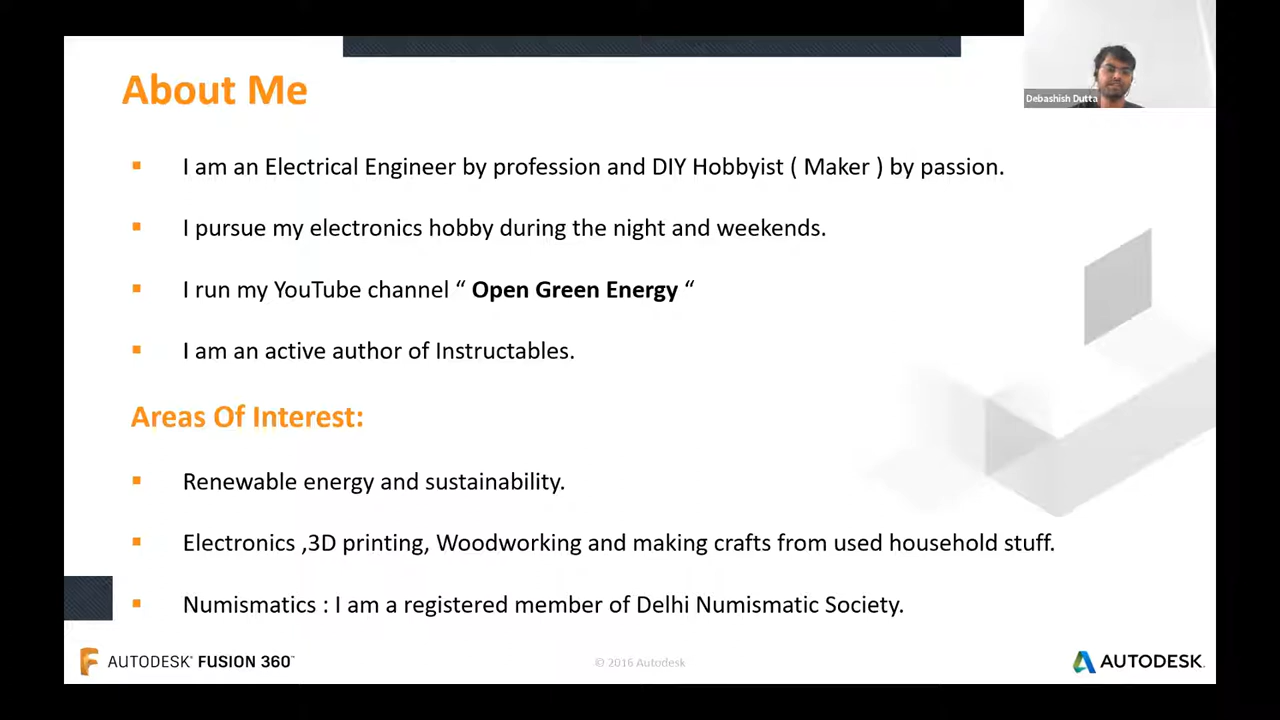 Debashish Dutta
About Me
I am an Electrical Engineer by profession and DIY Hobbyist ( Maker ) by passion.
I pursue my electronics hobby during the night and weekends.
I run my YouTube channel “ Open Green Energy “
I am an active author of Instructables.
Areas Of Interest:
Renewable energy and sustainability.
Electronics ,3D printing, Woodworking and making crafts from used household stuff.
Numismatics : I am a registered member of Delhi Numismatic Society.
AUTODESK® FUSION 360™
© 2016 Autodesk
AUTODESK.